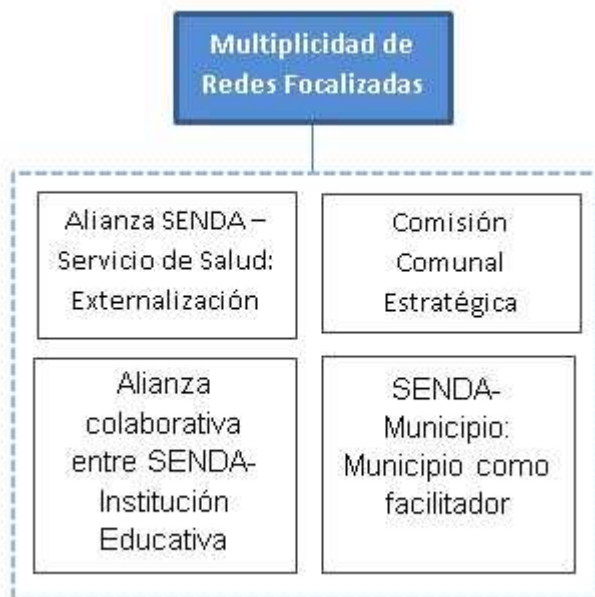 Multiplicidad de
Redes Focalizadas
Alianza SENDA –
Servicio de Salud:
Externalización
Comisión
Comunal
Estratégica
Alianza
colaborativa
entre SENDA-
Institución
Educativa
SENDA-
Municipio:
Municipio como
facilitador